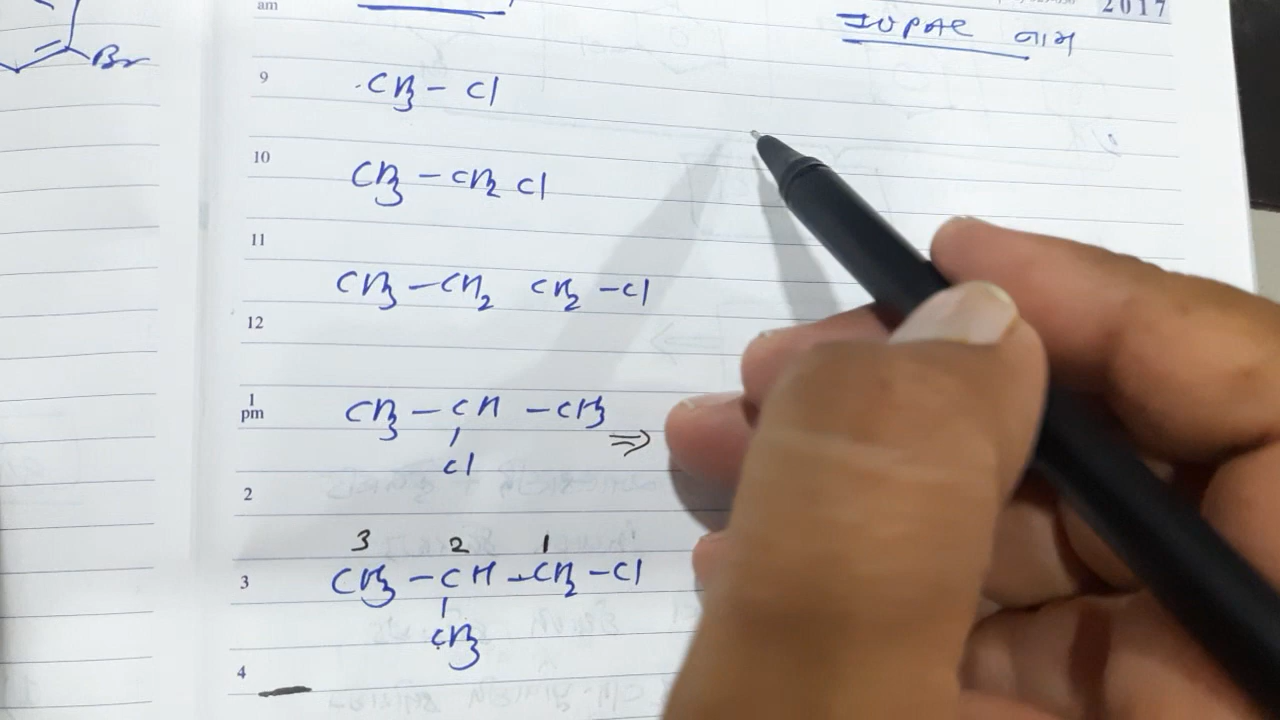 am
2017
IUPAC নাম
Br
9
CH3 - Cl
10
CH3 - CH2 Cl
11
CH3 - CH2 CH2 - Cl
12
1 pm
CH3 - CH - CH3 ⇒
Cl
2
3 2 1
3
CH3 - CH - CH2 - Cl
CH3
4